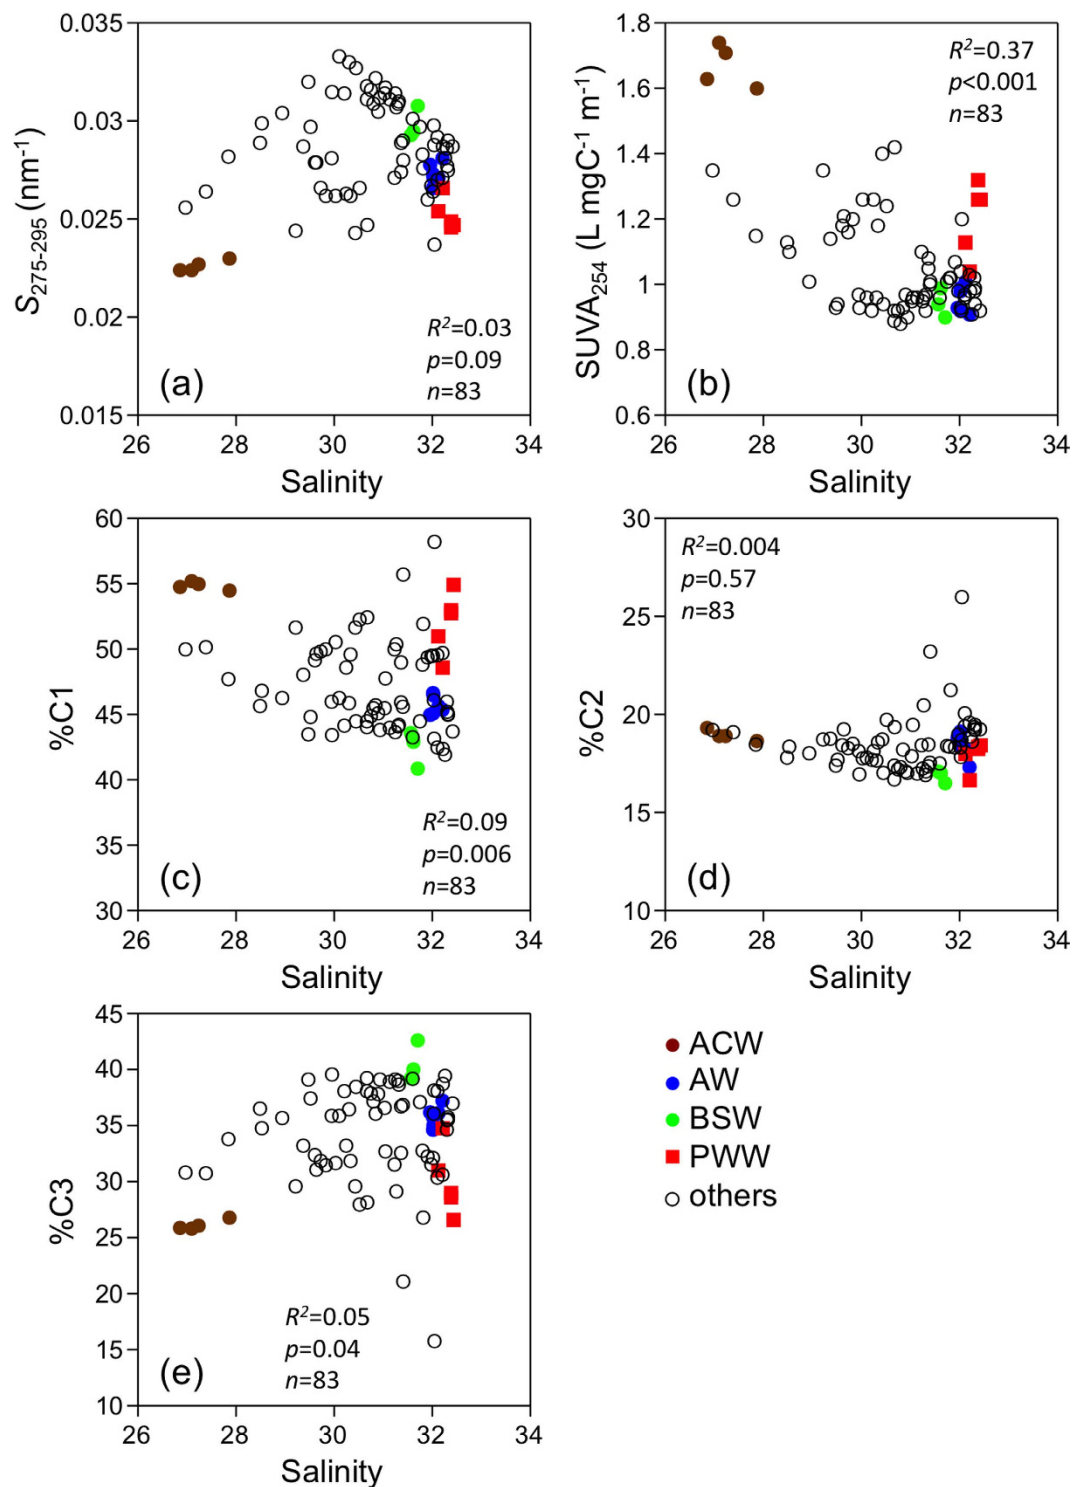 0.035
0.030
0.025
0.020
0.015
S275-295 (nm-1)
R2=0.03
p=0.09
n=83
(a)
26 28 30 32 34
Salinity
1.8
1.6
1.4
1.2
1
0.8
0.6
SUVA254 (L mgC-1 m-1)
R2=0.37
p<0.001
n=83
(b)
26 28 30 32 34
Salinity
60
55
50
45
40
35
30
%C1
R2=0.09
p=0.006
n=83
(c)
26 28 30 32 34
Salinity
30
25
20
15
10
%C2
R2=0.004
p=0.57
n=83
(d)
26 28 30 32 34
Salinity
45
40
35
30
25
20
15
10
%C3
R2=0.05
p=0.04
n=83
(e)
26 28 30 32 34
Salinity
ACW
AW
BSW
PWW
others